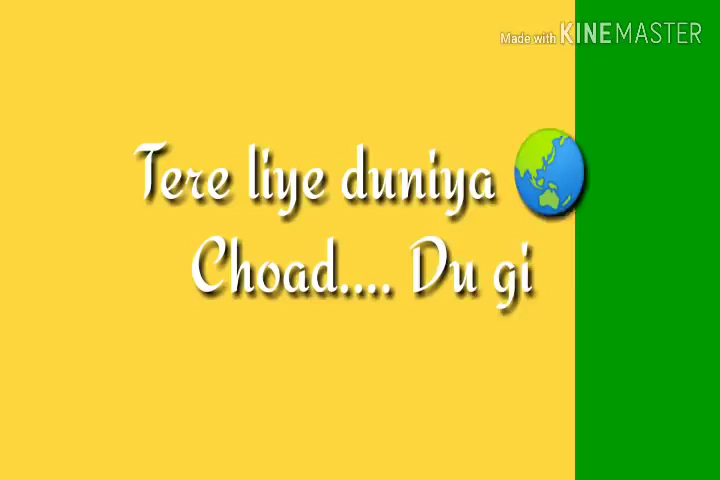 Made with KINEMASTER
Tere liye duniya 🌏
Choad.... Du gi